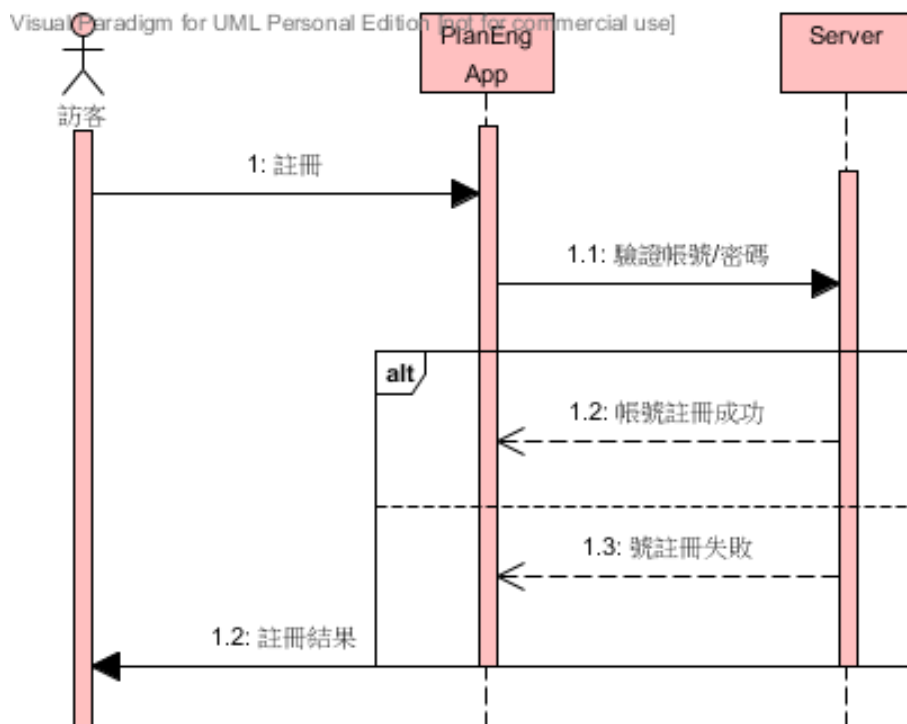 Visual Paradigm for UML Personal Edition [not for commercial use]
PlanEng
App
Server
訪客
1: 註冊
1.1: 驗證帳號/密碼
alt
1.2: 帳號註冊成功
1.3: 號註冊失敗
1.2: 註冊結果